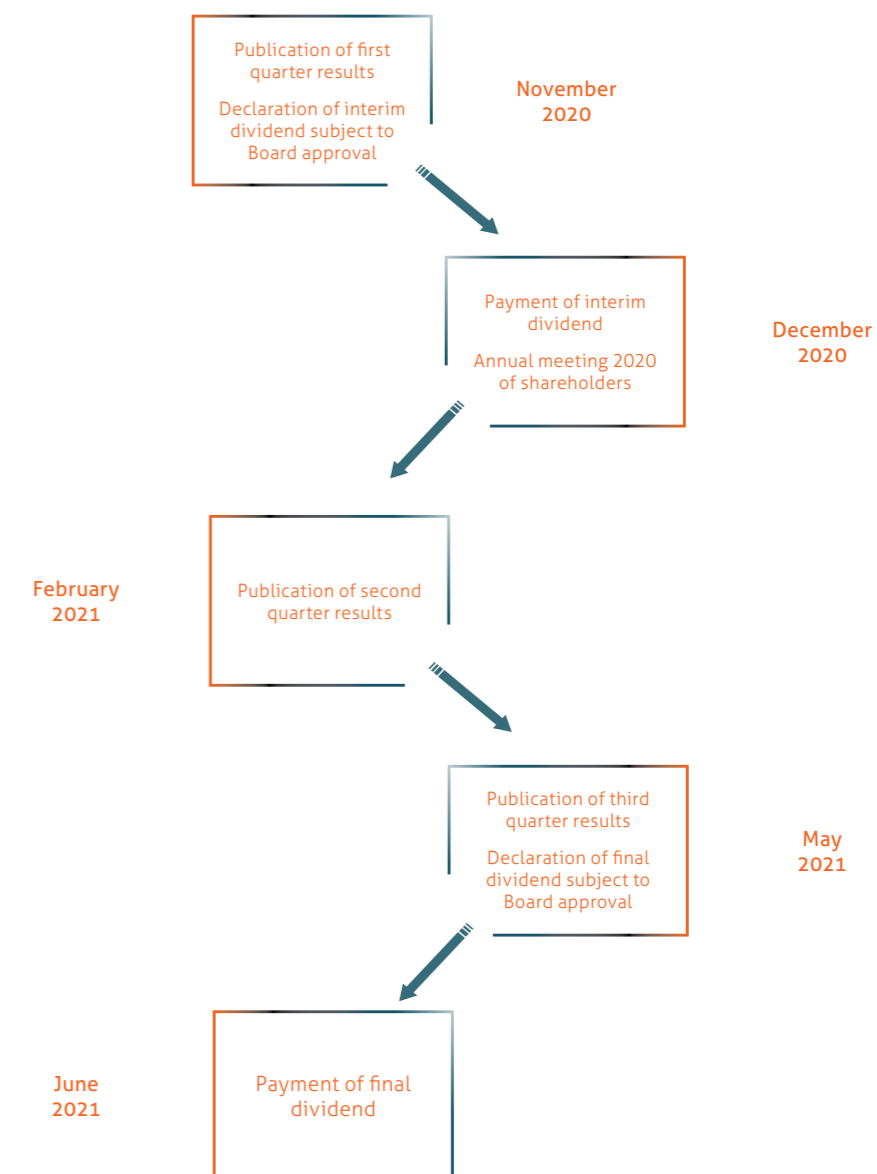 Publication of first
quarter results
Declaration of interim
dividend subject to
Board approval
November
2020
Payment of interim
dividend
Annual meeting 2020
of shareholders
December
2020
February
2021
Publication of second
quarter results
Publication of third
quarter results
Declaration of final
dividend subject to
Board approval
May
2021
June
2021
Payment of final
dividend